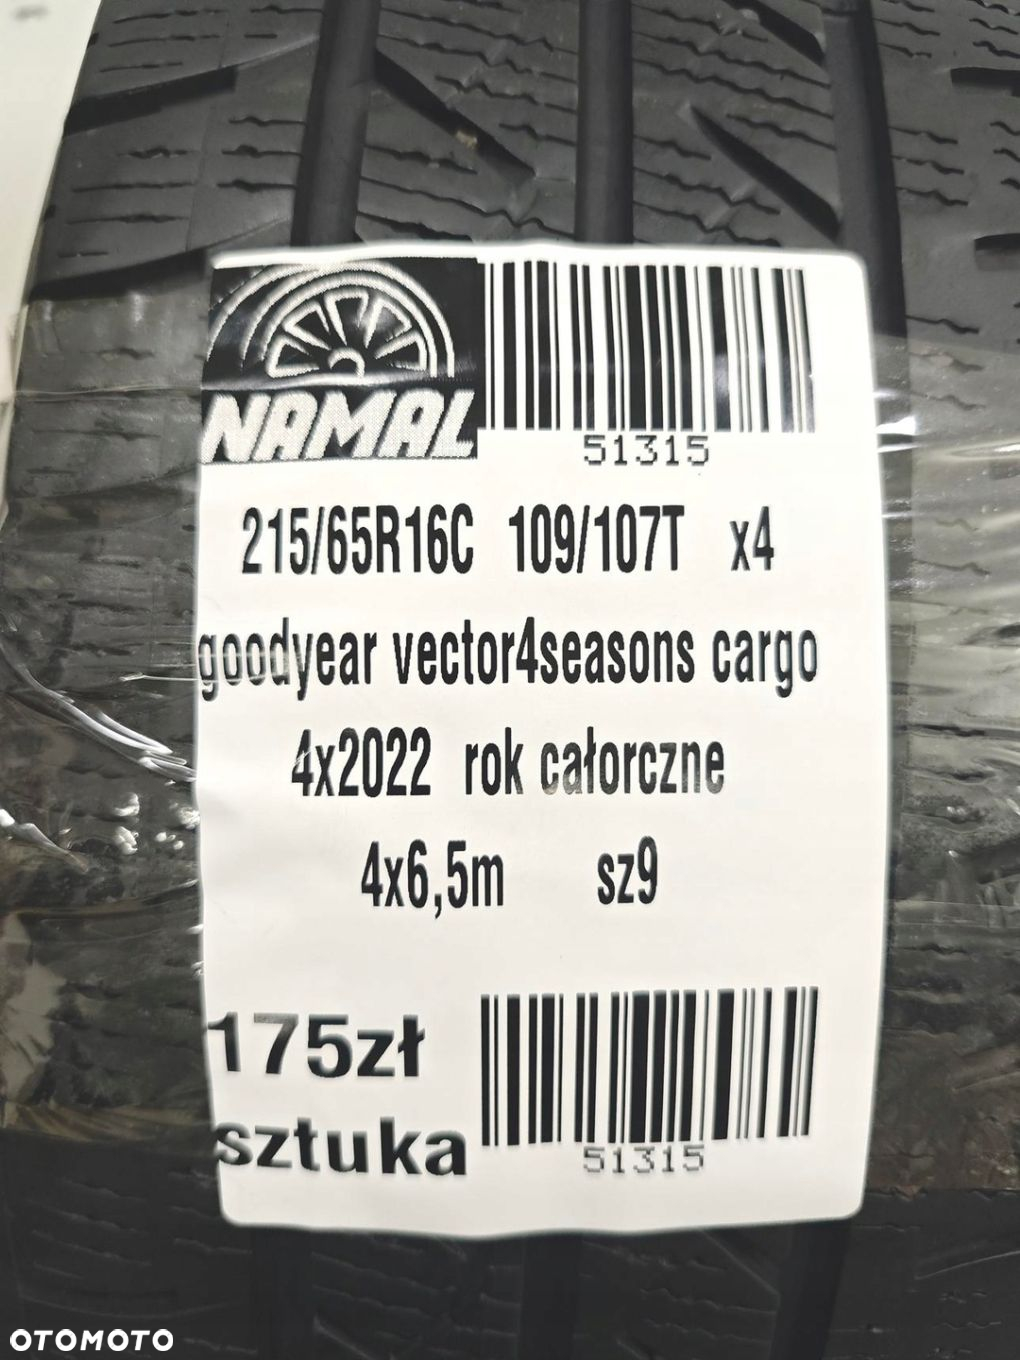 NAMAL
51315
215/65R16C 109/107T x4
goodyear vector4seasons cargo
4x2022 rok całorczne
4x6,5m sz9
175zł
sztuka
51315
OTOMOTO